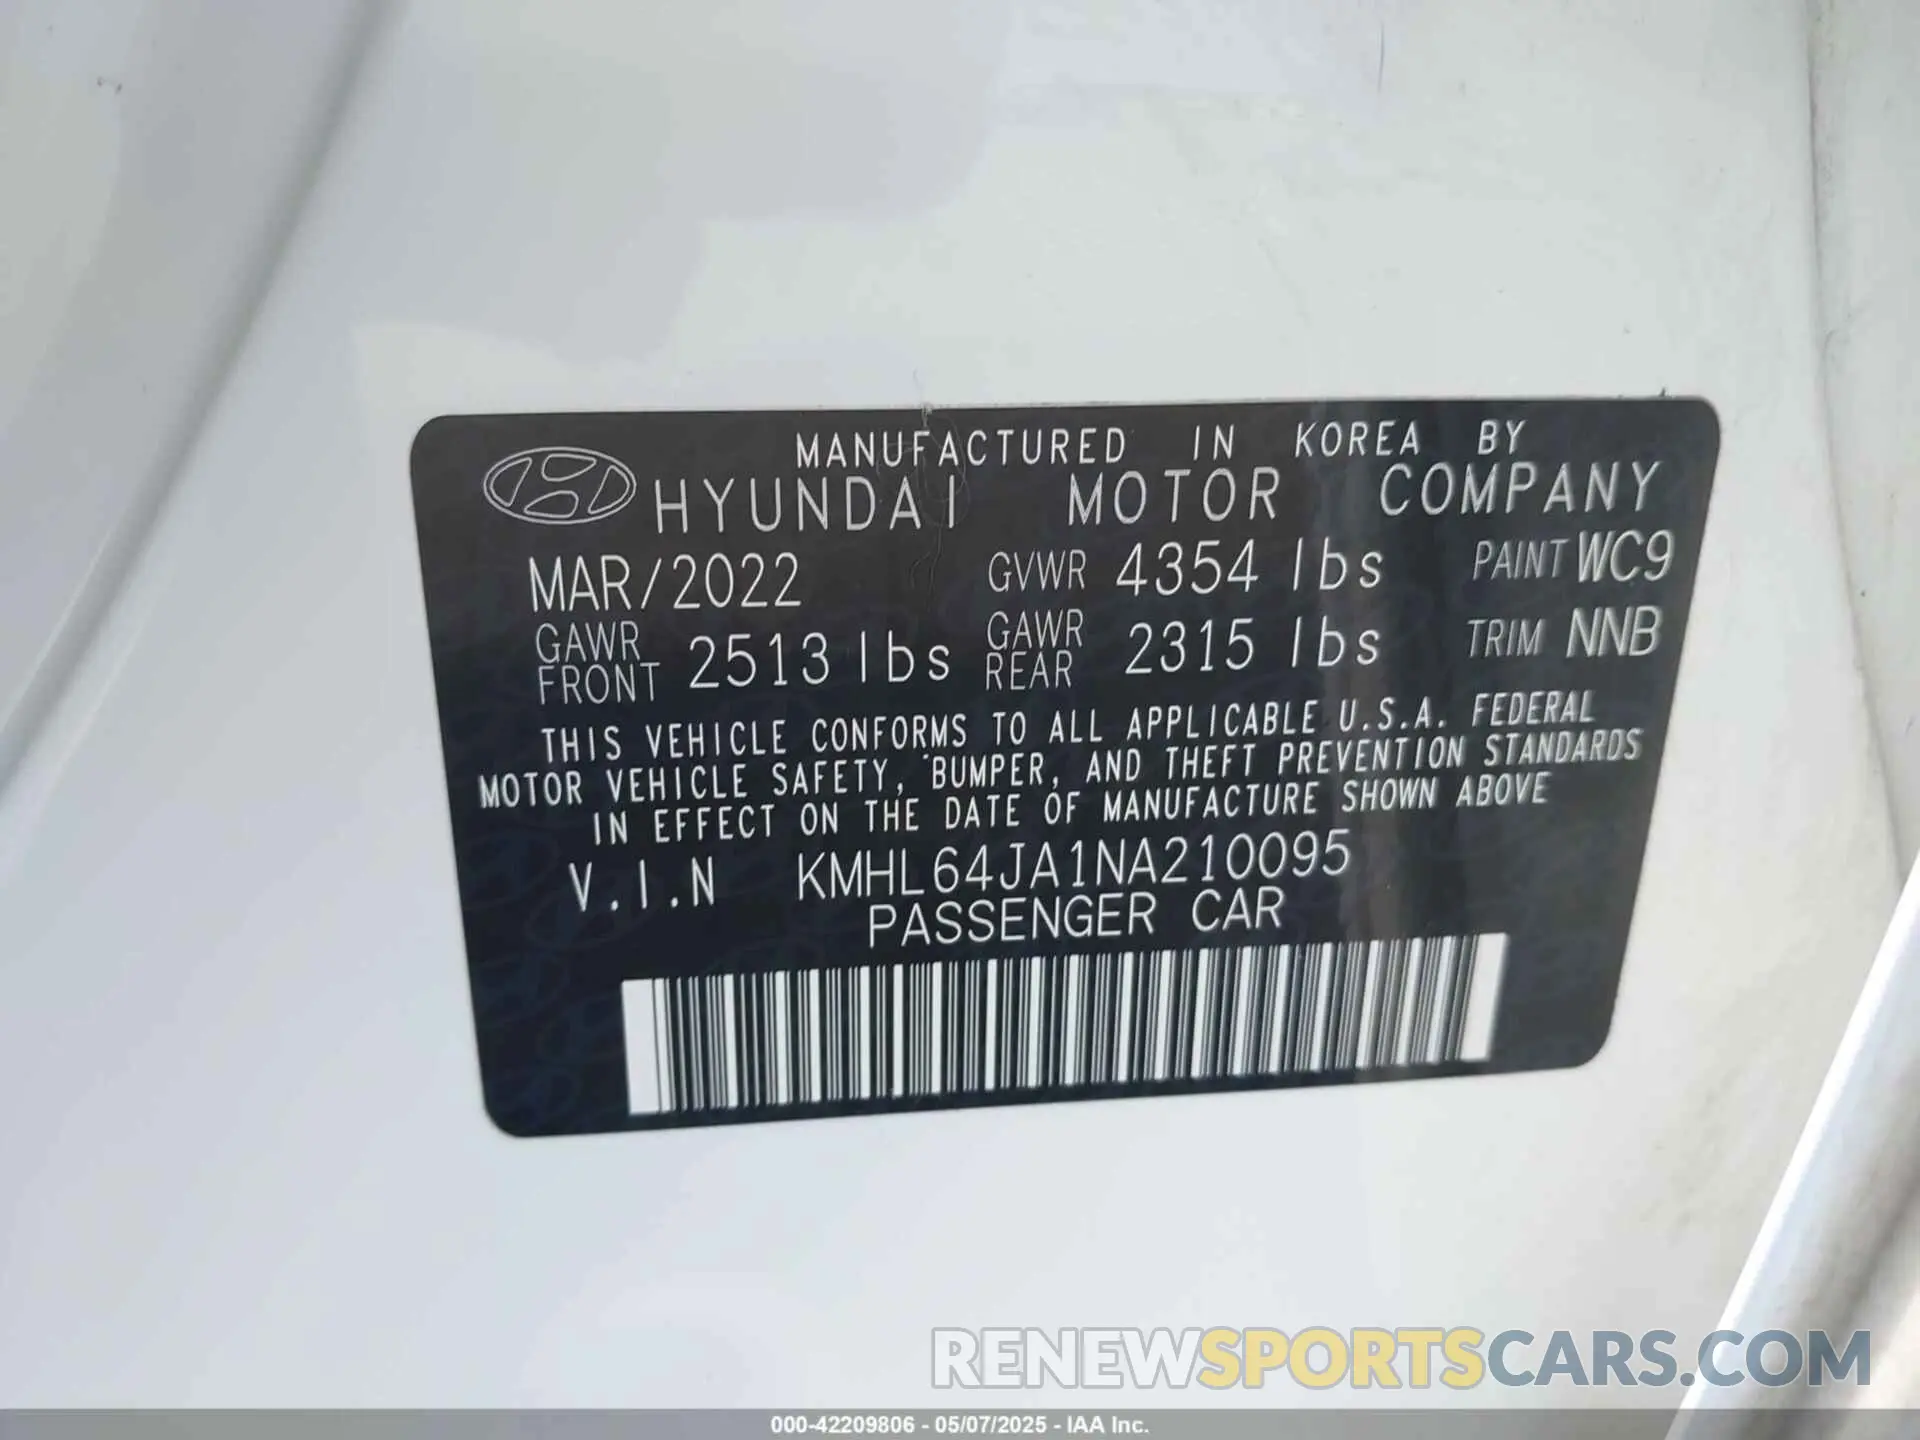 MANUFACTURED IN KOREA BY
HYUNDAI MOTOR COMPANY
MAR/2022 GVWR 4354 lbs PAINT WC9
GAWR FRONT 2513 lbs GAWR REAR 2315 lbs TRIM NNB
THIS VEHICLE CONFORMS TO ALL APPLICABLE U.S.A. FEDERAL
MOTOR VEHICLE SAFETY, BUMPER, AND THEFT PREVENTION STANDARDS
IN EFFECT ON THE DATE OF MANUFACTURE SHOWN ABOVE
V.I.N KMHL64JA1NA210095
PASSENGER CAR
RENEWSPORTSCARS.COM
000-42209806 - 05/07/2025 - IAA Inc.